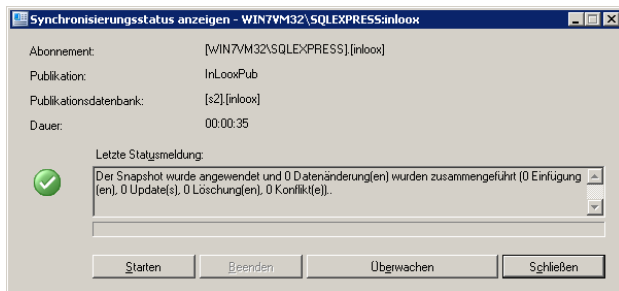 Synchronisierungsstatus anzeigen - WIN7VM32\SQLEXPRESS:inloox
Abonnement: [WIN7VM32\SQLEXPRESS].[inloox]
Publikation: InLooxPub
Publikationsdatenbank: [s2].[inloox]
Dauer: 00:00:35
Letzte Statusmeldung:
Der Snapshot wurde angewendet und 0 Datenänderung(en) wurden zusammengeführt (0 Einfügung
(en), 0 Update(s), 0 Löschung(en), 0 Konflikt(e))..
Starten Beenden Überwachen Schließen